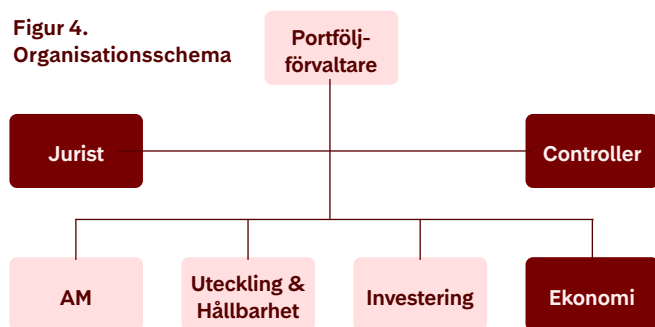 Figur 4.
Organisationsschema
Portfölj-
förvaltare
Jurist
Controller
AM
Uteckling &
Hållbarhet
Investering
Ekonomi